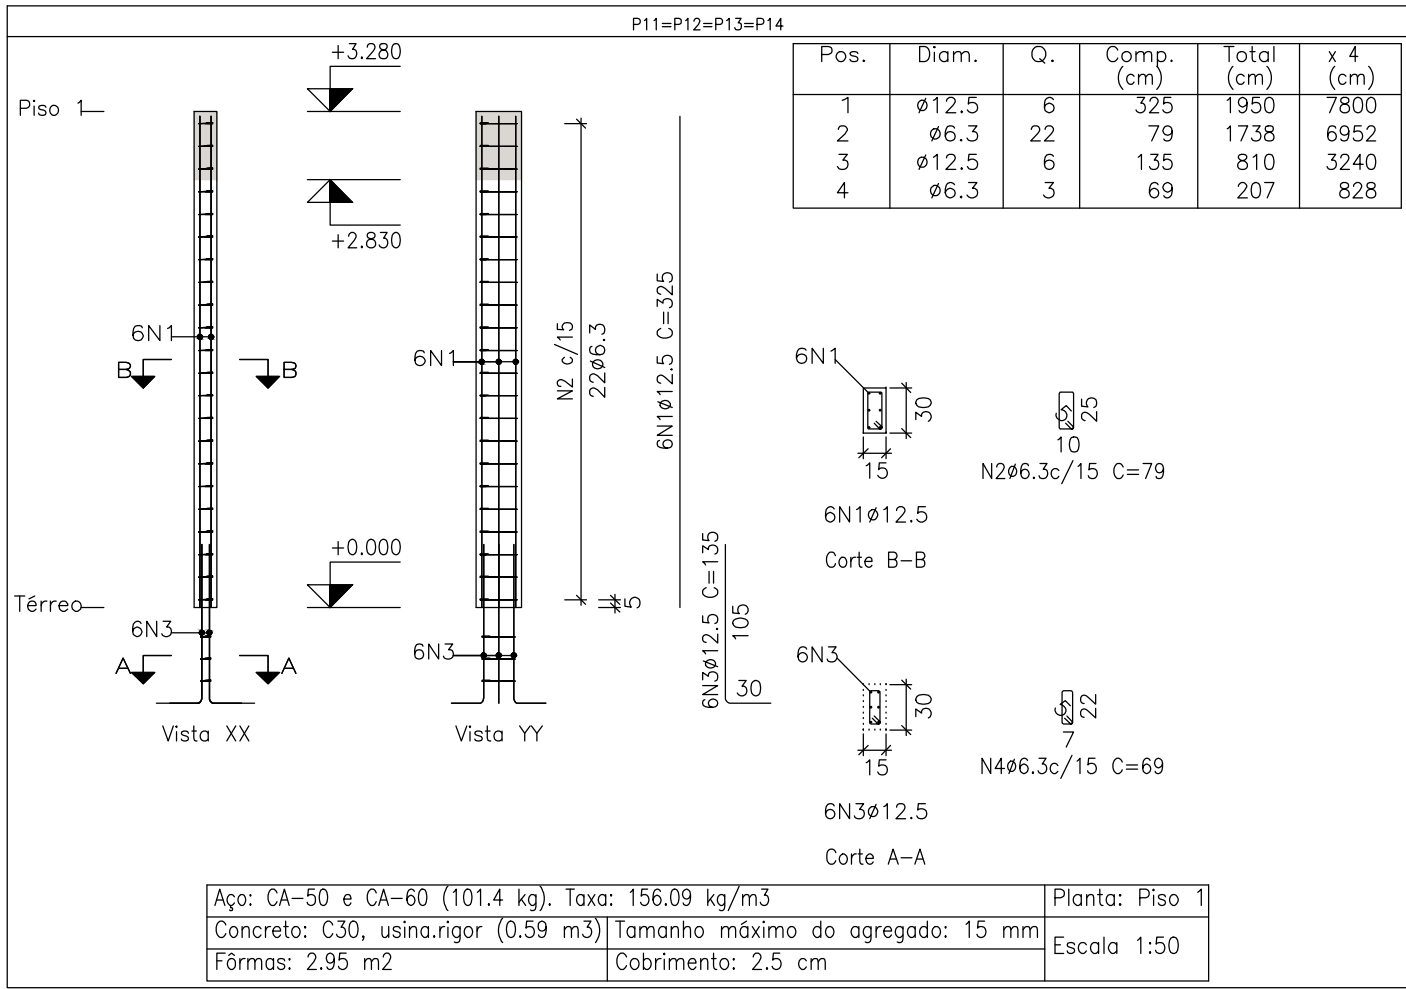 P11=P12=P13=P14
Pos. Diam. Q. Comp. (cm) Total (cm) x 4 (cm)
1 ø12.5 6 325 1950 7800
2 ø6.3 22 79 1738 6952
3 ø12.5 6 135 810 3240
4 ø6.3 3 69 207 828
+3.280
Piso 1
+2.830
6N1
B B
6N1
N2 c/15
22ø6.3
6N1ø12.5 C=325
+0.000
Térreo
5
6N3
A A
6N3
6N3ø12.5 C=135
105
30
Vista XX
Vista YY
6N1
30
15
6N1ø12.5
Corte B-B
5
25
10
N2ø6.3c/15 C=79
6N3
30
15
6N3ø12.5
Corte A-A
5
22
7
N4ø6.3c/15 C=69
Aço: CA-50 e CA-60 (101.4 kg). Taxa: 156.09 kg/m3
Planta: Piso 1
Concreto: C30, usina.rigor (0.59 m3)
Tamanho máximo do agregado: 15 mm
Escala 1:50
Fôrmas: 2.95 m2
Cobrimento: 2.5 cm